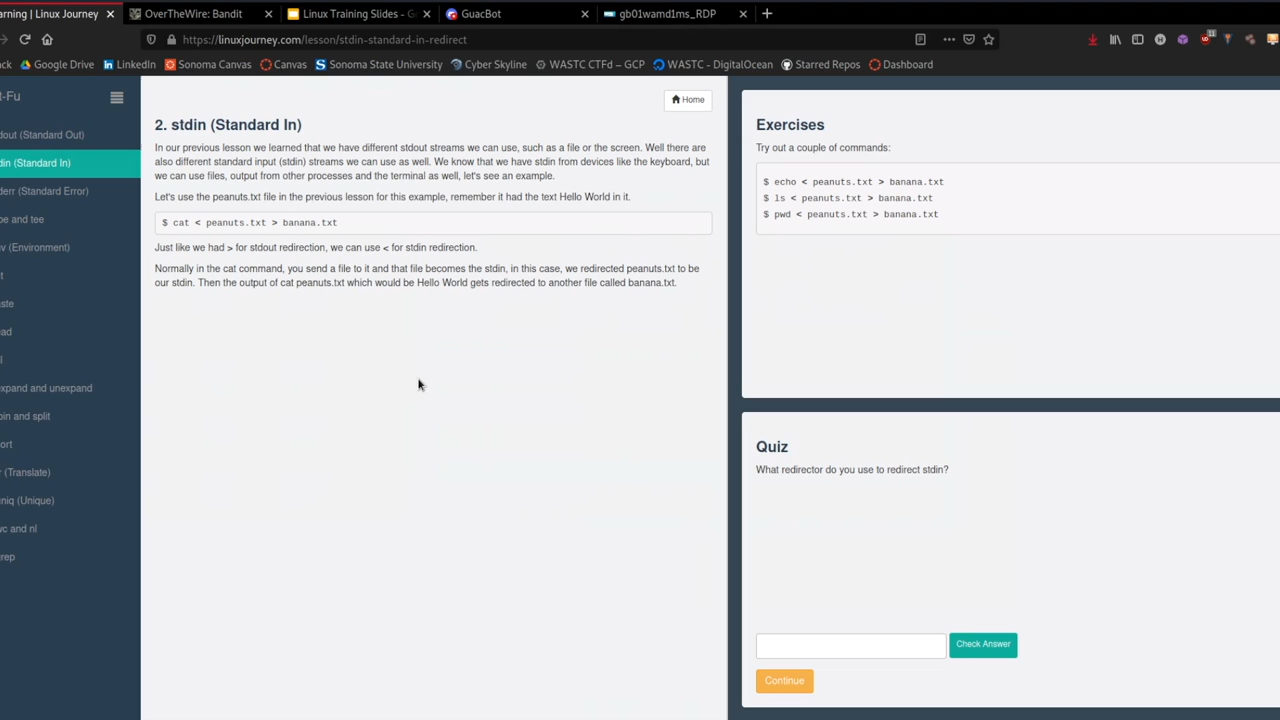 arning | Linux Journey
OverTheWire: Bandit
Linux Training Slides - G
GuacBot
gb01wamd1ms_RDP
https://linuxjourney.com/lesson/stdin-standard-in-redirect
11
ck
Google Drive
LinkedIn
Sonoma Canvas
Canvas
Sonoma State University
Cyber Skyline
WASTC CTFd – GCP
WASTC - DigitalOcean
Starred Repos
Dashboard
t-Fu
dout (Standard Out)
din (Standard In)
derr (Standard Error)
pe and tee
nv (Environment)
t
ste
ad
l
xpand and unexpand
oin and split
ort
r (Translate)
niq (Unique)
wc and nl
rep
Home
2. stdin (Standard In)
In our previous lesson we learned that we have different stdout streams we can use, such as a file or the screen. Well there are
also different standard input (stdin) streams we can use as well. We know that we have stdin from devices like the keyboard, but
we can use files, output from other processes and the terminal as well, let's see an example.
Let's use the peanuts.txt file in the previous lesson for this example, remember it had the text Hello World in it.
$ cat < peanuts.txt > banana.txt
Just like we had > for stdout redirection, we can use < for stdin redirection.
Normally in the cat command, you send a file to it and that file becomes the stdin, in this case, we redirected peanuts.txt to be
our stdin. Then the output of cat peanuts.txt which would be Hello World gets redirected to another file called banana.txt.
Exercises
Try out a couple of commands:
$ echo < peanuts.txt > banana.txt
$ ls < peanuts.txt > banana.txt
$ pwd < peanuts.txt > banana.txt
Quiz
What redirector do you use to redirect stdin?
Check Answer
Continue